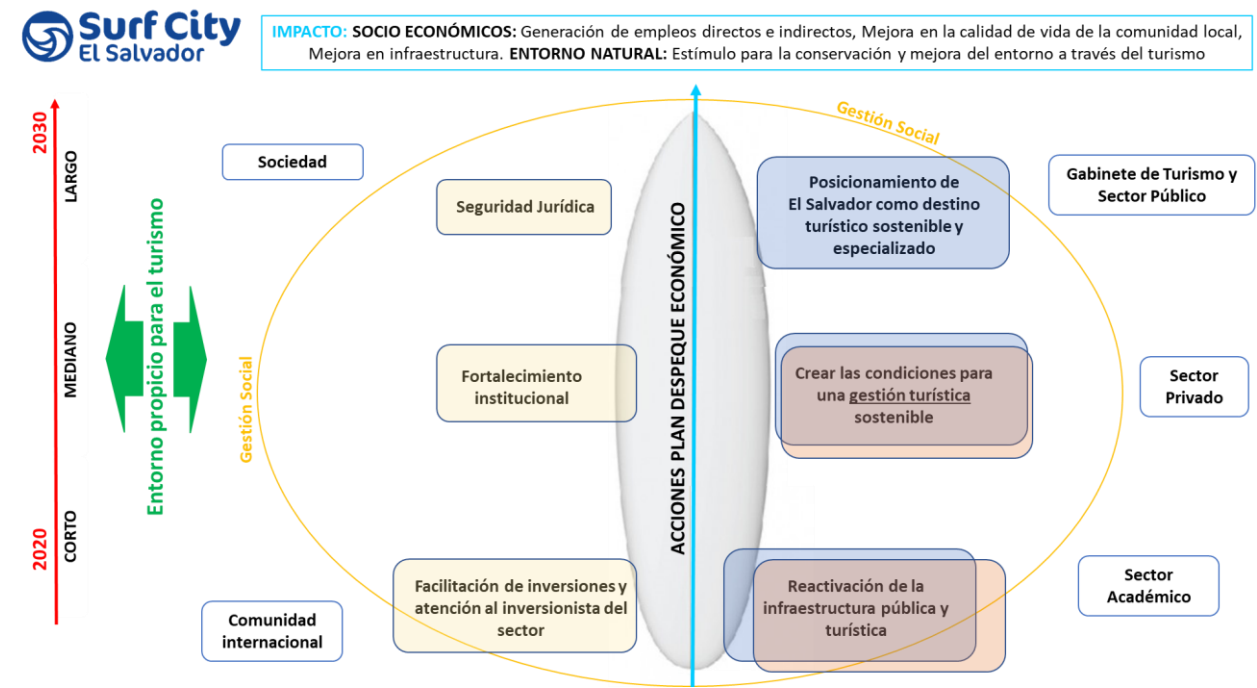 Surf City
El Salvador
IMPACTO: SOCIO ECONÓMICOS: Generación de empleos directos e indirectos, Mejora en la calidad de vida de la comunidad local,
Mejora en infraestructura. ENTORNO NATURAL: Estímulo para la conservación y mejora del entorno a través del turismo
2030
LARGO
MEDIANO
CORTO
2020
Entorno propicio para el turismo
Gestión Social
Gestión Social
Sociedad
Seguridad Jurídica
Posicionamiento de
El Salvador como destino
turístico sostenible y
especializado
Gabinete de Turismo y
Sector Público
ACCIONES PLAN DESPEQUE ECONÓMICO
Fortalecimiento
institucional
Crear las condiciones para
una gestión turística
sostenible
Sector
Privado
Facilitación de inversiones y
atención al inversionista del
sector
Reactivación de la
infraestructura pública y
turística
Sector
Académico
Comunidad
internacional